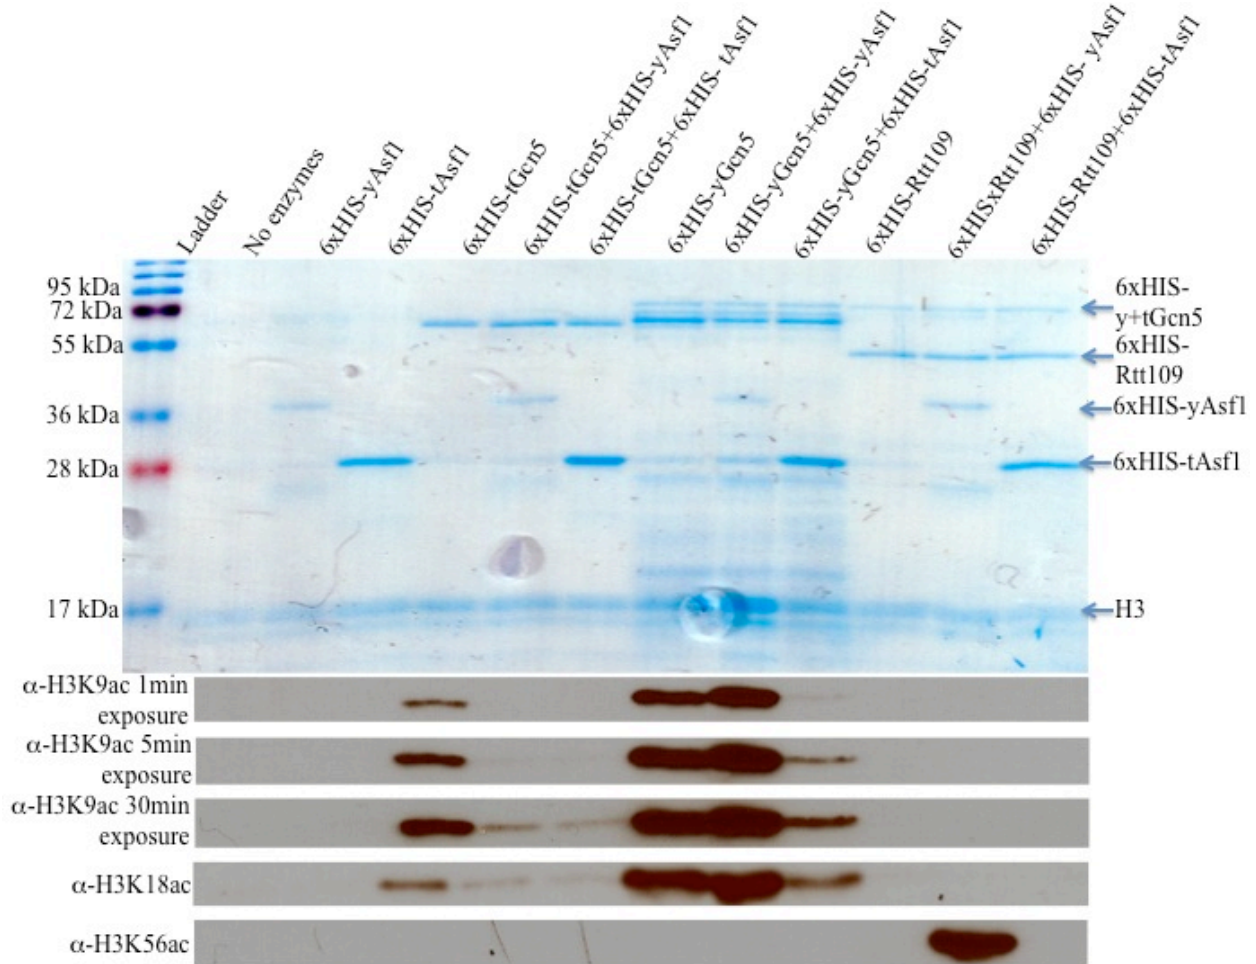 Ladder
No enzymes
6xHIS-yAsf1
6xHIS-tAsf1
6xHIS-tGcn5
6xHIS-tGcn5+6xHIS-yAsf1
6xHIS-tGcn5+6xHIS- tAsf1
6xHIS-yGcn5
6xHIS-yGcn5+6xHIS-yAsf1
6xHIS-yGcn5+6xHIS-tAsf1
6xHIS-Rtt109
6xHISxRtt109+6xHIS- yAsf1
6xHIS-Rtt109+6xHIS-tAsf1
95 kDa
72 kDa
55 kDa
36 kDa
28 kDa
17 kDa
6xHIS-
y+tGcn5
6xHIS-
Rtt109
6xHIS-yAsf1
6xHIS-tAsf1
H3
α-H3K9ac 1min
exposure
α-H3K9ac 5min
exposure
α-H3K9ac 30min
exposure
α-H3K18ac
α-H3K56ac